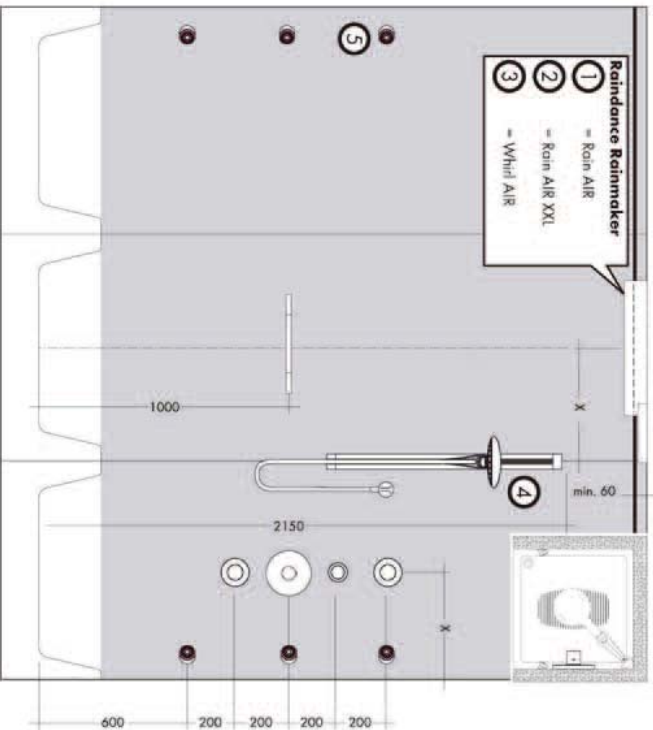 Raindance Rainmaker
1 = Rain AIR
2 = Rain AIR XXL
3 = Whirl AIR
5
1000
X
4
min. 60
2150
X
600
200
200
200
200